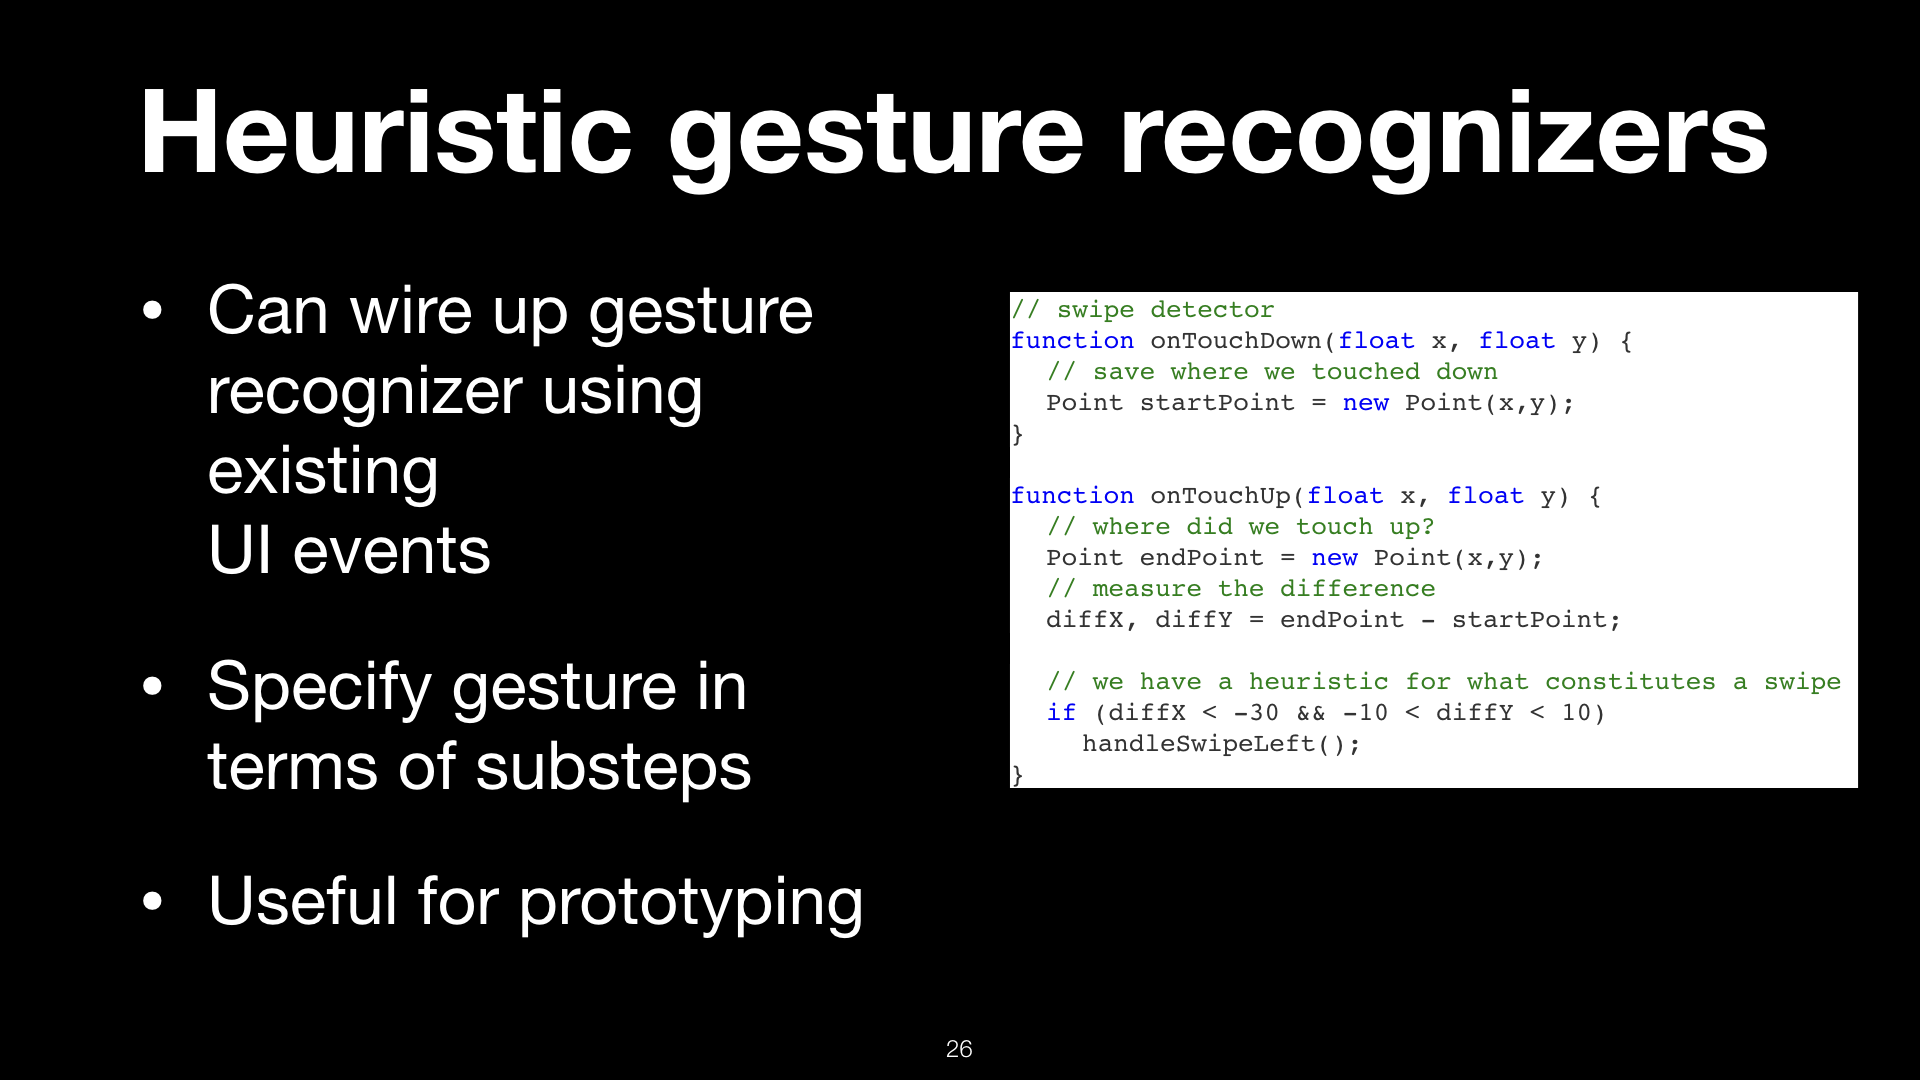 Heuristic gesture recognizers
• Can wire up gesture
recognizer using
existing
UI events
• Specify gesture in
terms of substeps
• Useful for prototyping
// swipe detector
function onTouchDown(float x, float y) {
// save where we touched down
Point startPoint = new Point(x,y);
}
function onTouchUp(float x, float y) {
// where did we touch up?
Point endPoint = new Point(x,y);
// measure the difference
diffX, diffY = endPoint - startPoint;
// we have a heuristic for what constitutes a swipe
if (diffX < -30 && -10 < diffY < 10)
handleSwipeLeft();
}
26